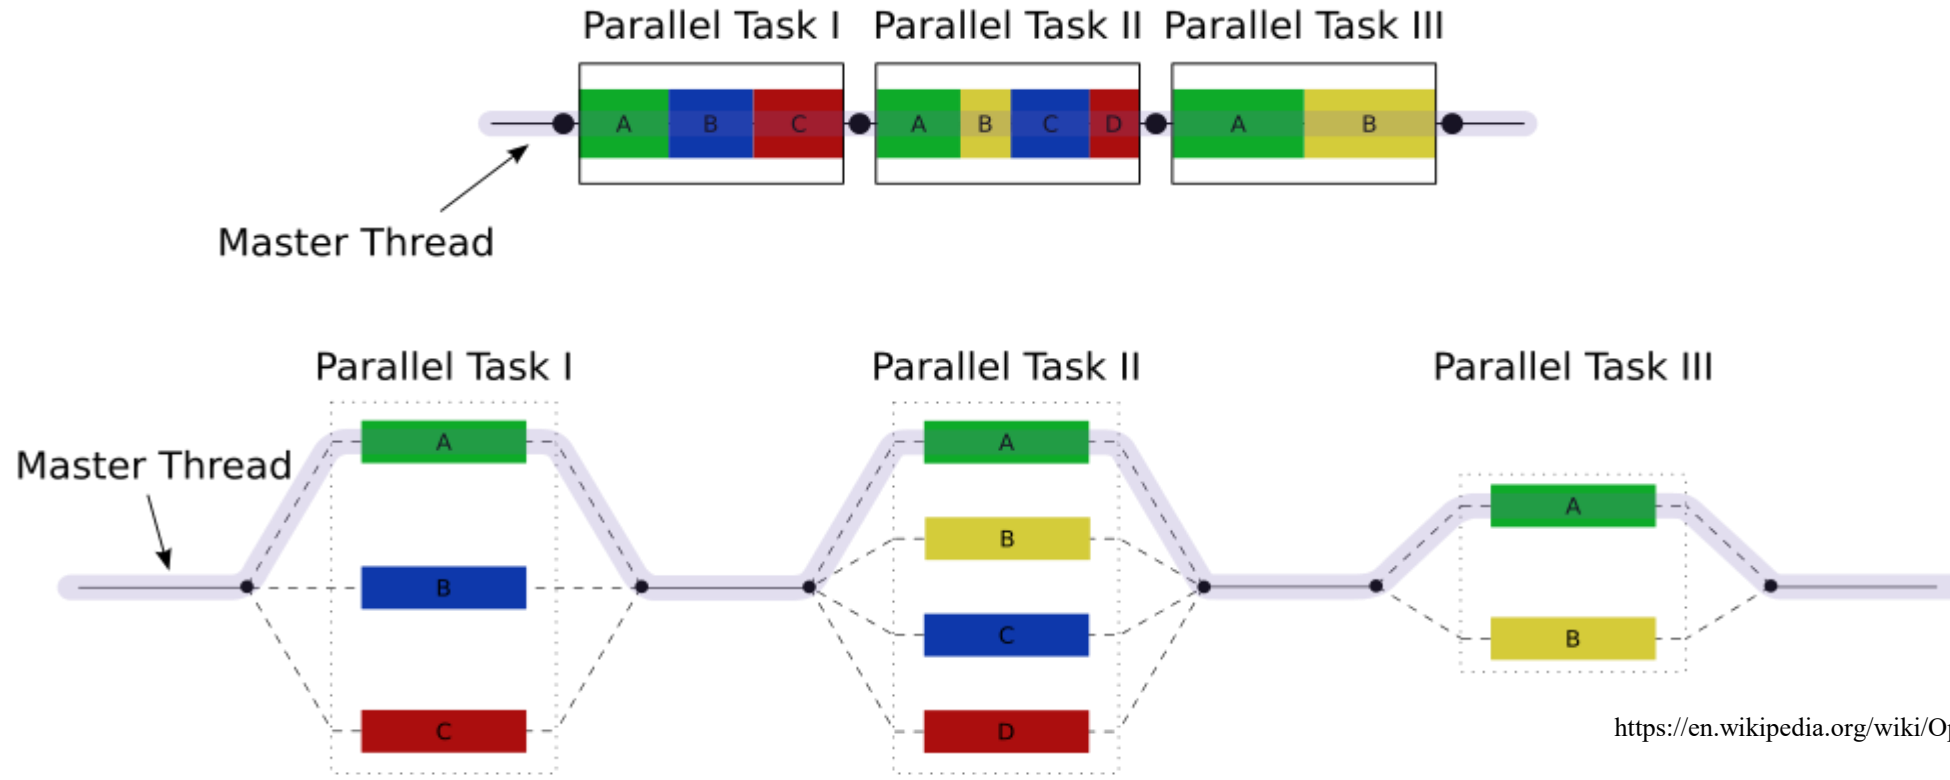 Parallel Task I
Parallel Task II
Parallel Task III
A B C
A B C D
A B
Master Thread
Parallel Task I
Parallel Task II
Parallel Task III
Master Thread
A
B
C
A
B
C
D
A
B
https://en.wikipedia.org/wiki/Op